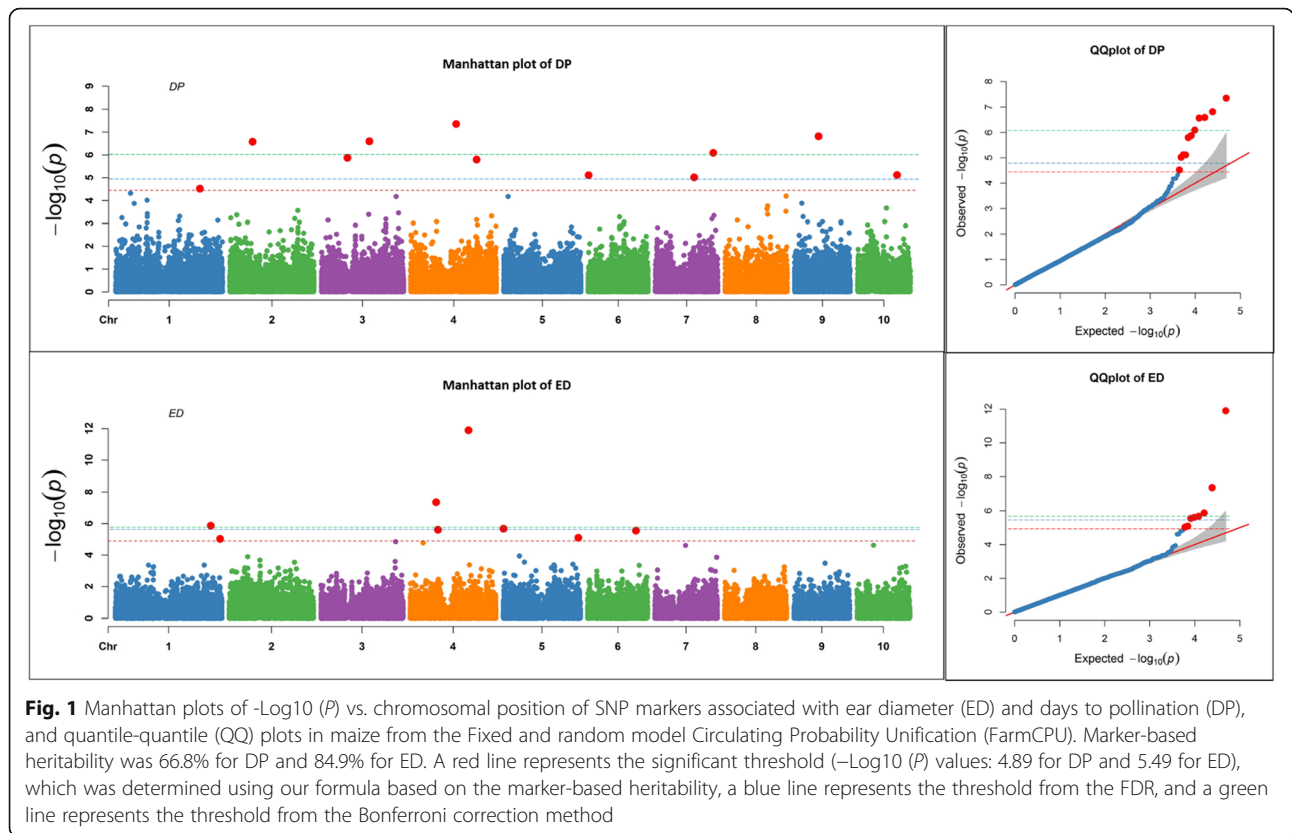 Manhattan plot of DP
DP
−log10(p)
9
8
7
6
5
4
3
2
1
0
Chr 1 2 3 4 5 6 7 8 9 10
QQplot of DP
Observed −log10(p)
8
7
6
5
4
3
2
1
0
0 1 2 3 4 5
Expected −log10(p)
Manhattan plot of ED
ED
−log10(p)
12
10
8
6
4
2
0
Chr 1 2 3 4 5 6 7 8 9 10
QQplot of ED
Observed −log10(p)
12
10
8
6
4
2
0
0 1 2 3 4 5
Expected −log10(p)
Fig. 1 Manhattan plots of -Log10 (P) vs. chromosomal position of SNP markers associated with ear diameter (ED) and days to pollination (DP),
and quantile-quantile (QQ) plots in maize from the Fixed and random model Circulating Probability Unification (FarmCPU). Marker-based
heritability was 66.8% for DP and 84.9% for ED. A red line represents the significant threshold (−Log10 (P) values: 4.89 for DP and 5.49 for ED),
which was determined using our formula based on the marker-based heritability, a blue line represents the threshold from the FDR, and a green
line represents the threshold from the Bonferroni correction method